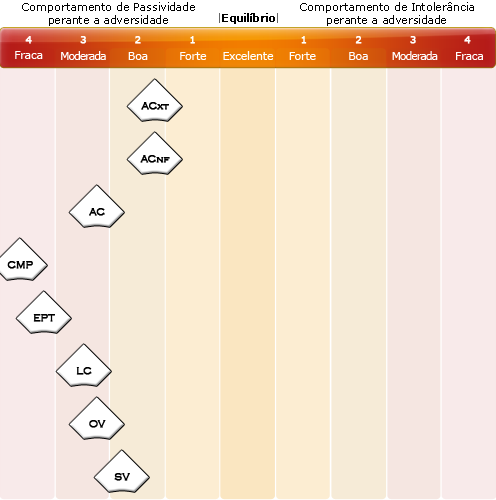 Comportamento de Passividade
perante a adversidade
|Equilíbrio|
Comportamento de Intolerância
perante a adversidade
4 3 2 1 1 2 3 4
Fraca Moderada Boa Forte Excelente Forte Boa Moderada Fraca
ACXT
ACNF
AC
CMP
EPT
LC
OV
SV